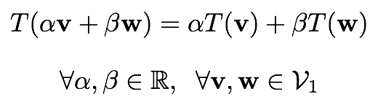 T(αv + βw) = αT(v) + βT(w)
∀α, β ∈ ℝ, ∀v, w ∈ 𝒱₁